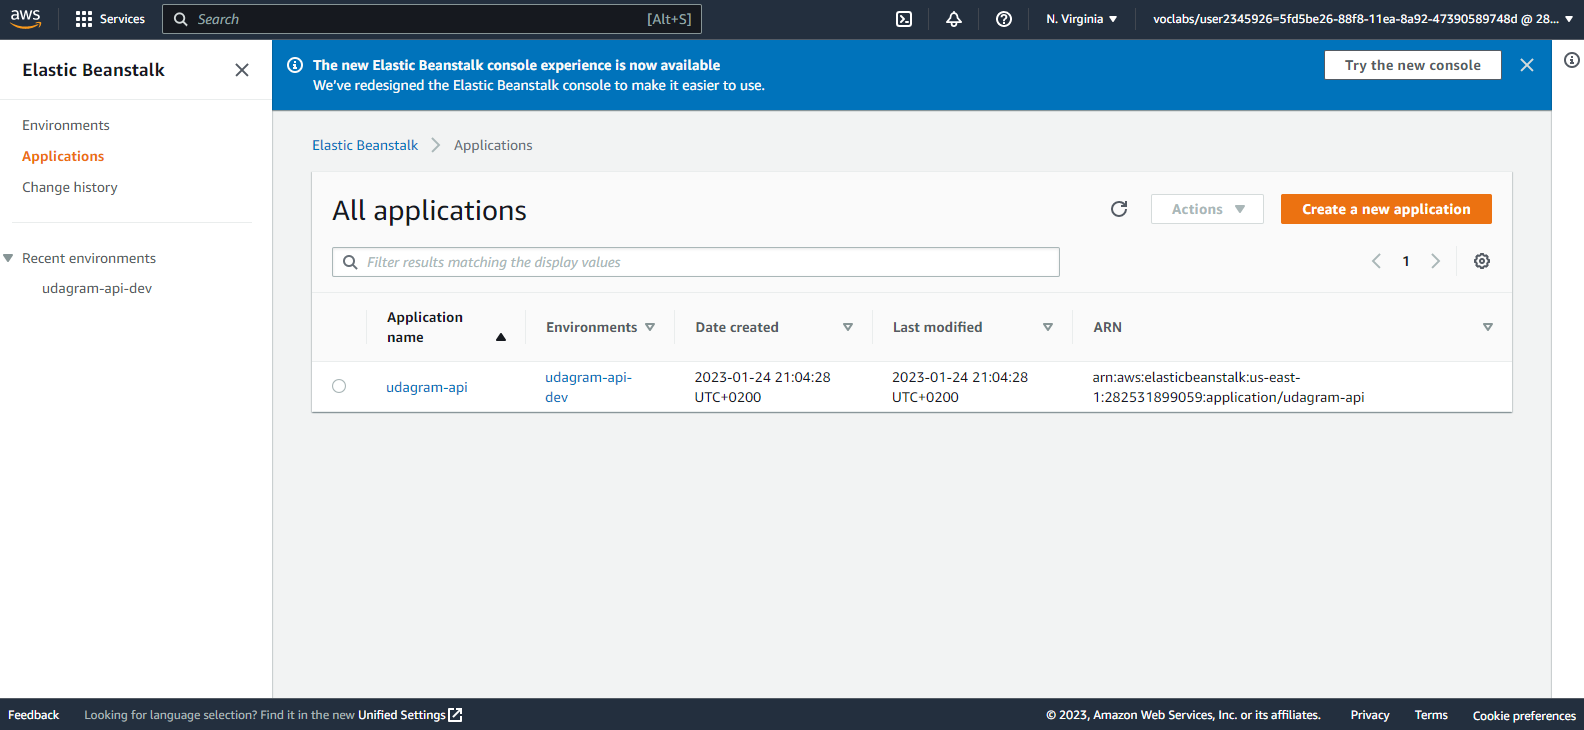 aws
Services
Search
[Alt+S]
N. Virginia
voclabs/user2345926=5fd5be26-88f8-11ea-8a92-47390589748d @ 28...
Elastic Beanstalk
The new Elastic Beanstalk console experience is now available
We've redesigned the Elastic Beanstalk console to make it easier to use.
Try the new console
Environments
Applications
Change history
Recent environments
udagram-api-dev
Elastic Beanstalk
Applications
All applications
Actions
Create a new application
Filter results matching the display values
1
Application
name
Environments
Date created
Last modified
ARN
udagram-api
udagram-api-
dev
2023-01-24 21:04:28
UTC+0200
2023-01-24 21:04:28
UTC+0200
arn:aws:elasticbeanstalk:us-east-
1:282531899059:application/udagram-api
Feedback
Looking for language selection? Find it in the new Unified Settings
© 2023, Amazon Web Services, Inc. or its affiliates.
Privacy
Terms
Cookie preferences